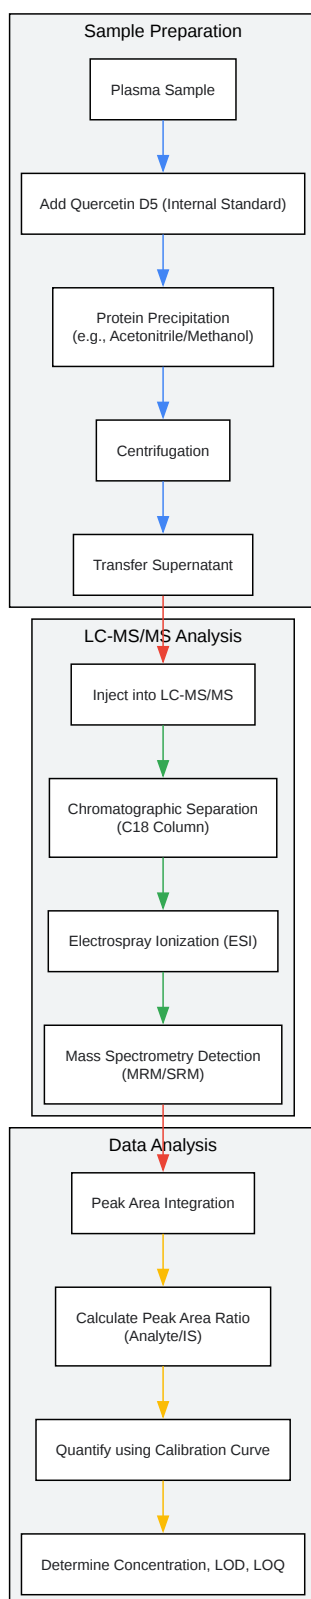 Sample Preparation
Plasma Sample
Add Quercetin D5 (Internal Standard)
Protein Precipitation
(e.g., Acetonitrile/Methanol)
Centrifugation
Transfer Supernatant
LC-MS/MS Analysis
Inject into LC-MS/MS
Chromatographic Separation
(C18 Column)
Electrospray Ionization (ESI)
Mass Spectrometry Detection
(MRM/SRM)
Data Analysis
Peak Area Integration
Calculate Peak Area Ratio
(Analyte/IS)
Quantify using Calibration Curve
Determine Concentration, LOD, LOQ